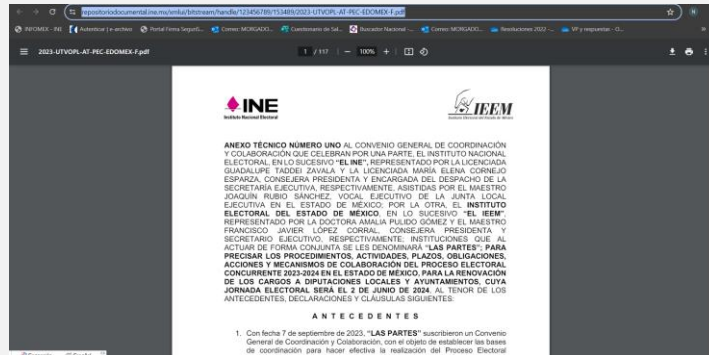 repositoriodocumental.ine.mx/xmlui/bitstream/handle/123456789/153489/2023-UTVOPL-AT-PEC-EDOMEX-F.pdf
INFOMEX - INE
Autenticar |
Portal Firma
Correo: MORGADO...
Buscador Nacional
Correo: MORGADO...
Resoluciones 2022
VP y respuestas
2023-UTVOPL-AT-PEC-EDOMEX-F.pdf
1 / 117
100%
INE
Instituto Nacional Electoral
IEEM
Instituto Electoral del Estado de México
ANEXO TÉCNICO NÚMERO UNO AL CONVENIO GENERAL DE COORDINACIÓN
Y COLABORACIÓN QUE CELEBRAN POR UNA PARTE, EL INSTITUTO NACIONAL
ELECTORAL, EN LO SUCESIVO “EL INE”, REPRESENTADO POR LA LICENCIADA
GUADALUPE TADDEI ZAVALA Y LA LICENCIADA MARÍA ELENA CORNEJO
ESPARZA, CONSEJERA PRESIDENTA Y ENCARGADA DEL DESPACHO DE LA
SECRETARÍA EJECUTIVA, RESPECTIVAMENTE, ASISTIDAS POR EL MAESTRO
JOAQUÍN RUBIO SÁNCHEZ, VOCAL EJECUTIVO DE LA JUNTA LOCAL
EJECUTIVA EN EL ESTADO DE MÉXICO; POR LA OTRA, EL INSTITUTO
ELECTORAL DEL ESTADO DE MÉXICO, EN LO SUCESIVO “EL IEEM”,
REPRESENTADO POR LA DOCTORA AMALIA PULIDO GÓMEZ Y EL MAESTRO
FRANCISCO JAVIER LÓPEZ CORRAL, CONSEJERA PRESIDENTA Y
SECRETARIO EJECUTIVO, RESPECTIVAMENTE; INSTITUCIONES QUE AL
ACTUAR DE FORMA CONJUNTA SE LES DENOMINARÁ “LAS PARTES”; PARA
PRECISAR LOS PROCEDIMIENTOS, ACTIVIDADES, PLAZOS, OBLIGACIONES,
ACCIONES Y MECANISMOS DE COLABORACIÓN DEL PROCESO ELECTORAL
CONCURRENTE 2023-2024 EN EL ESTADO DE MÉXICO, PARA LA RENOVACIÓN
DE LOS CARGOS A DIPUTACIONES LOCALES Y AYUNTAMIENTOS, CUYA
JORNADA ELECTORAL SERÁ EL 2 DE JUNIO DE 2024, AL TENOR DE LOS
ANTECEDENTES, DECLARACIONES Y CLÁUSULAS SIGUIENTES:
A N T E C E D E N T E S
1. Con fecha 7 de septiembre de 2023, “LAS PARTES” suscribieron un Convenio
General de Coordinación y Colaboración, con el objeto de establecer las bases
de coordinación para hacer efectiva la realización del Proceso Electoral